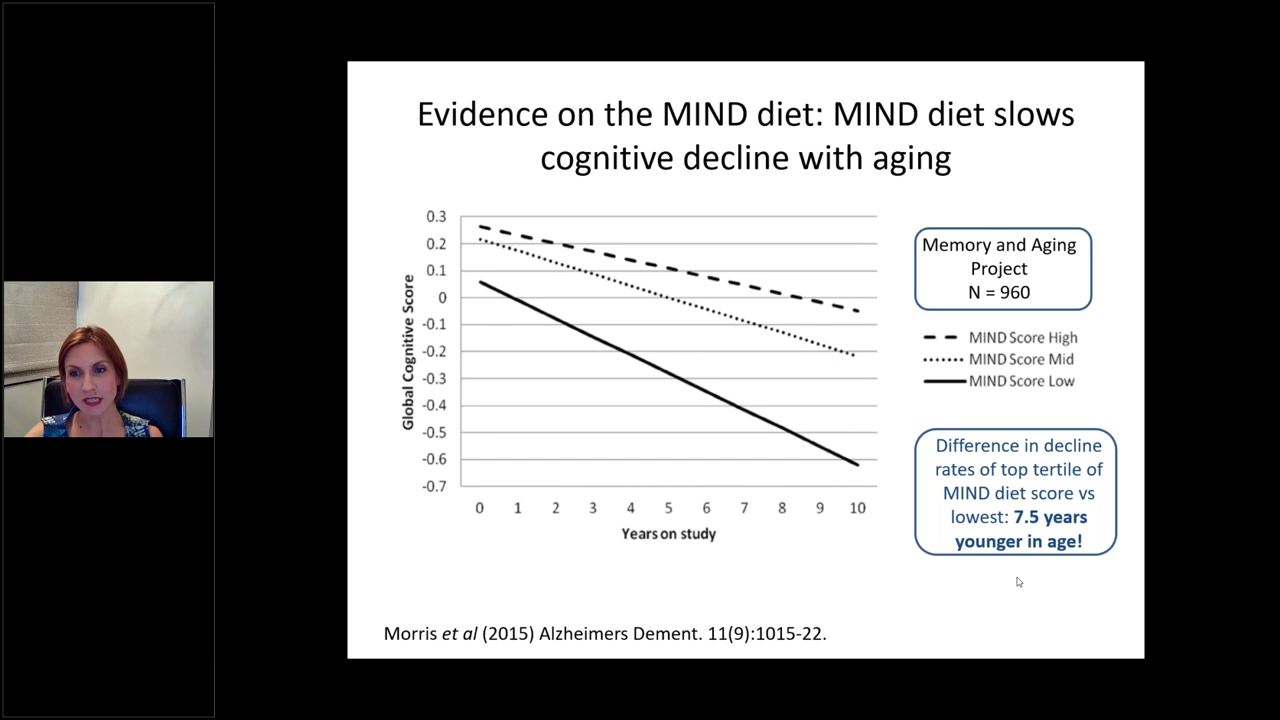 Evidence on the MIND diet: MIND diet slows
cognitive decline with aging
0.3
0.2
0.1
0
-0.1
-0.2
-0.3
-0.4
-0.5
-0.6
-0.7
Global Cognitive Score
0 1 2 3 4 5 6 7 8 9 10
Years on study
Memory and Aging
Project
N = 960
MIND Score High
MIND Score Mid
MIND Score Low
Difference in decline
rates of top tertile of
MIND diet score vs
lowest: 7.5 years
younger in age!
Morris et al (2015) Alzheimers Dement. 11(9):1015-22.